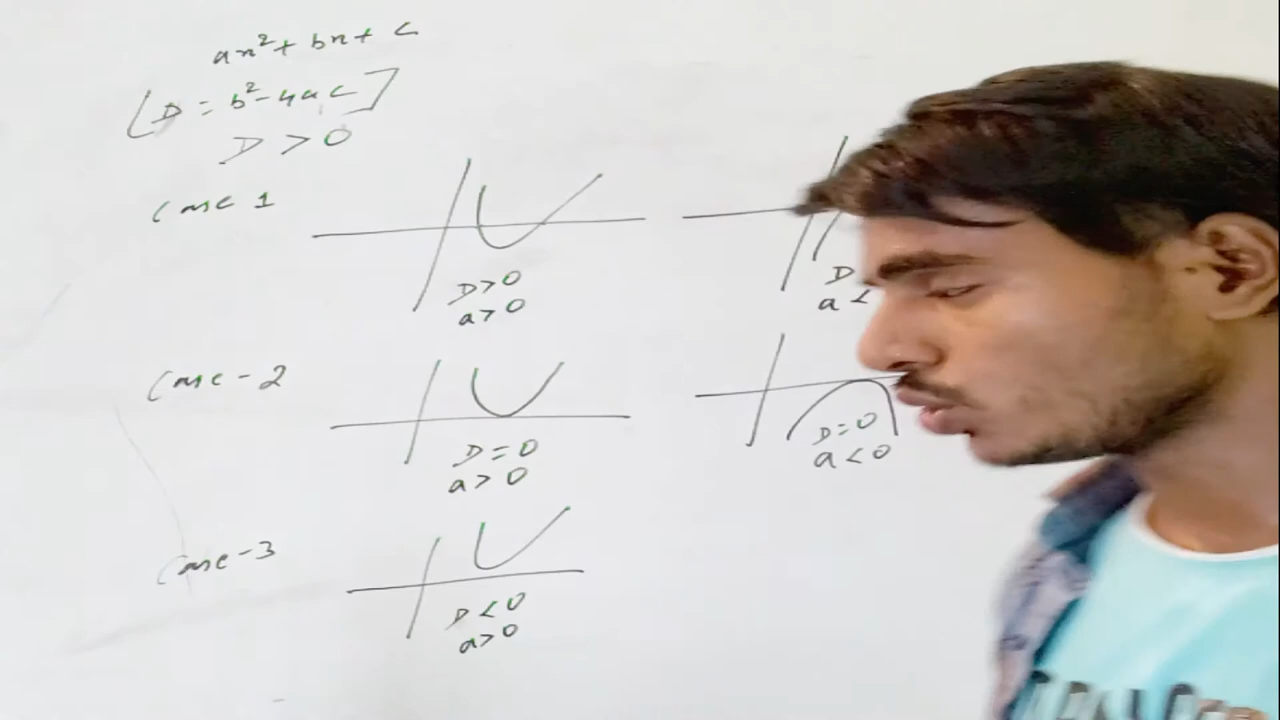 ax²+ bx + c
[D = b²-4ac]
D > 0
Case 1
D>0
a>0
D
a <
Case - 2
D = 0
a > 0
D=0
a<0
Case-3
D<0
a>0